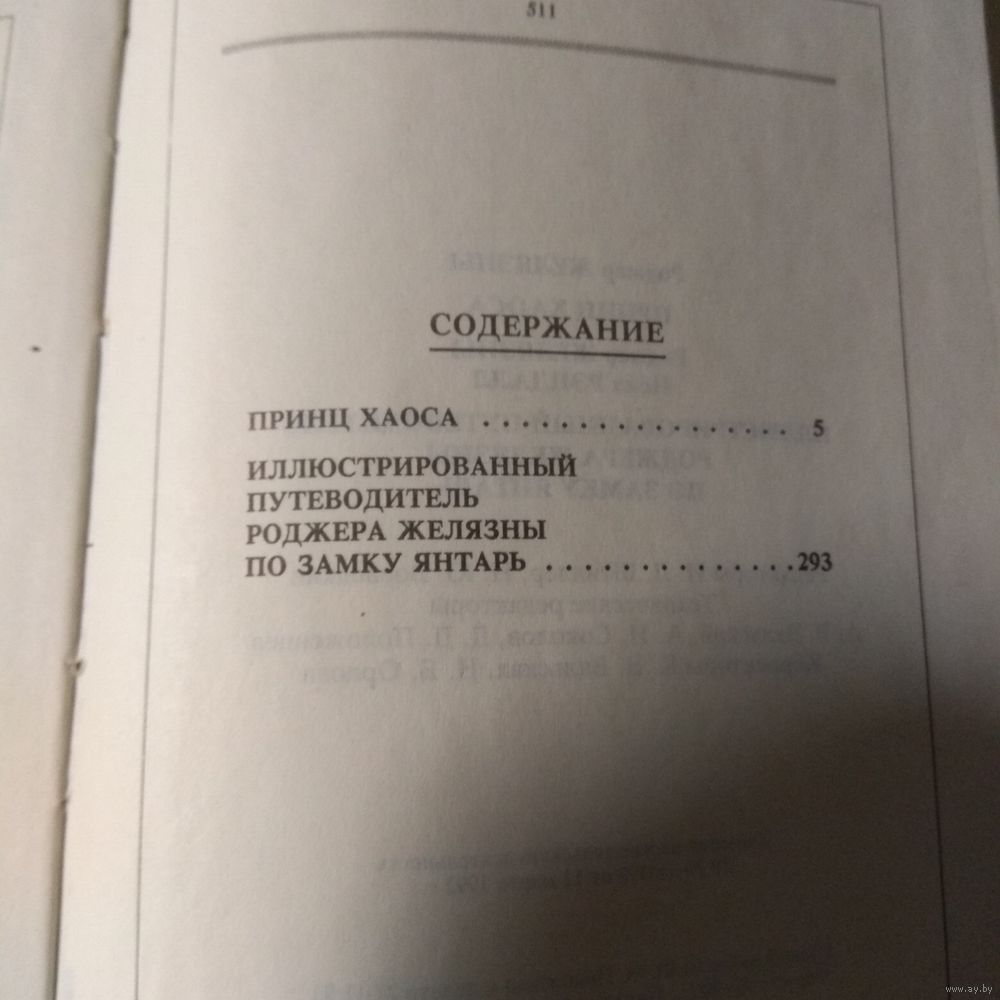 511
СОДЕРЖАНИЕ
ПРИНЦ ХАОСА . . . . . . . . . . . . . . . . . 5
ИЛЛЮСТРИРОВАННЫЙ
ПУТЕВОДИТЕЛЬ
РОДЖЕРА ЖЕЛЯЗНЫ
ПО ЗАМКУ ЯНТАРЬ . . . . . . . . . . . . . . 293
www.ay.by